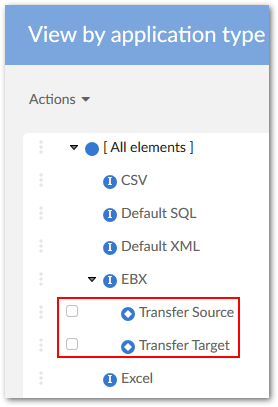 View by application type
Actions
[ All elements ]
CSV
Default SQL
Default XML
EBX
Transfer Source
Transfer Target
Excel